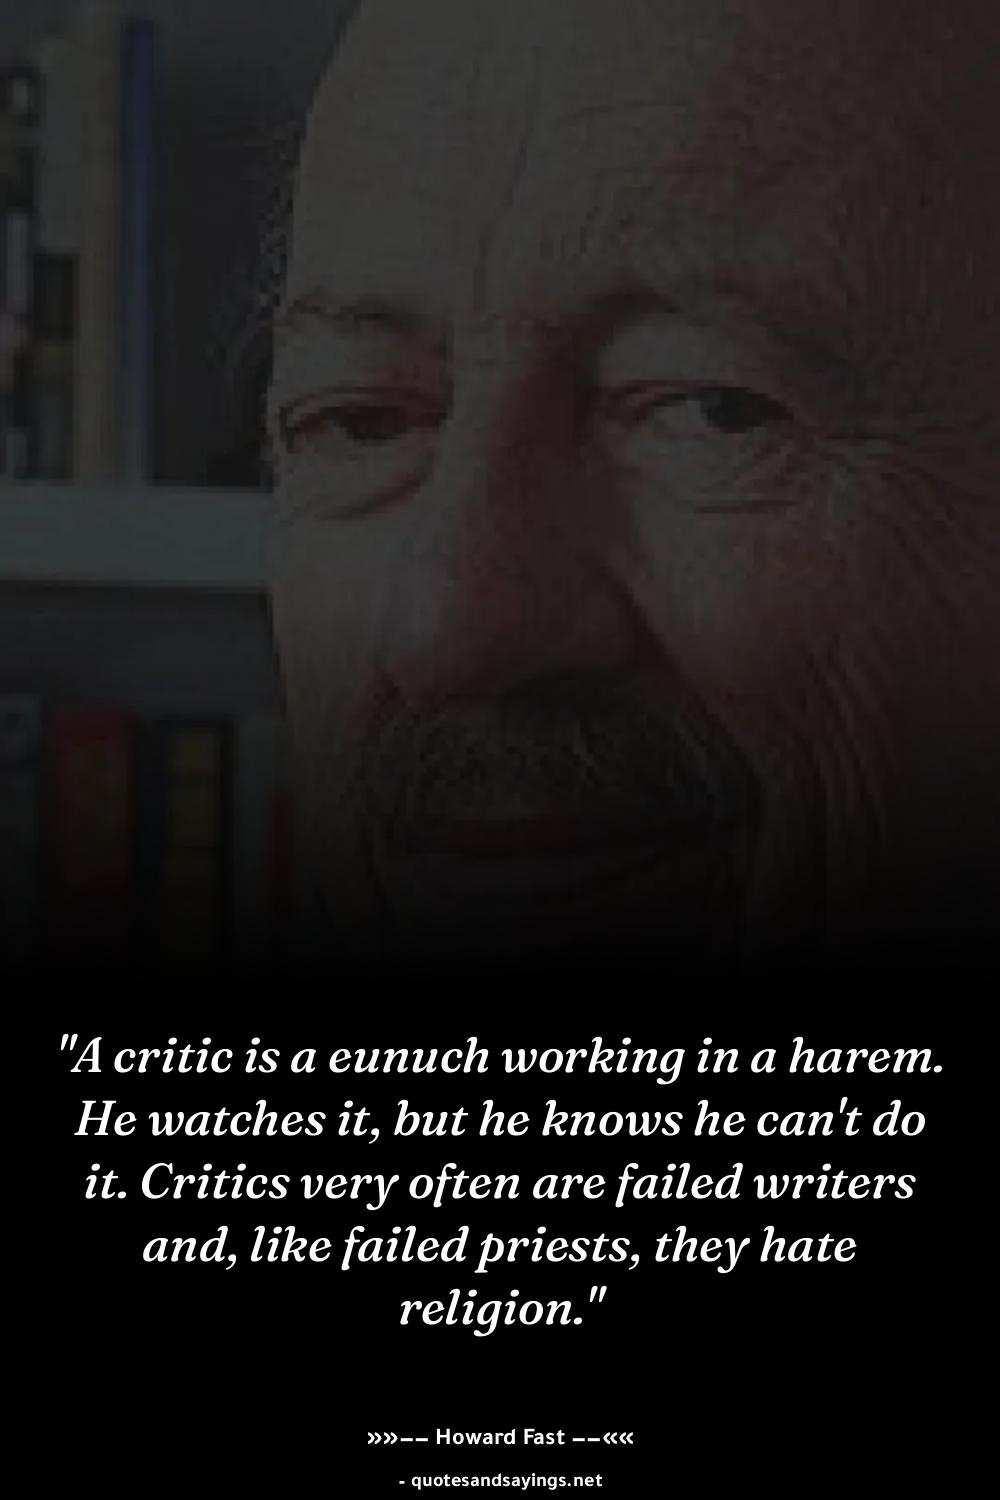 "A critic is a eunuch working in a harem.
He watches it, but he knows he can't do
it. Critics very often are failed writers
and, like failed priests, they hate
religion."
»»−− Howard Fast −−««
- quotesandsayings.net